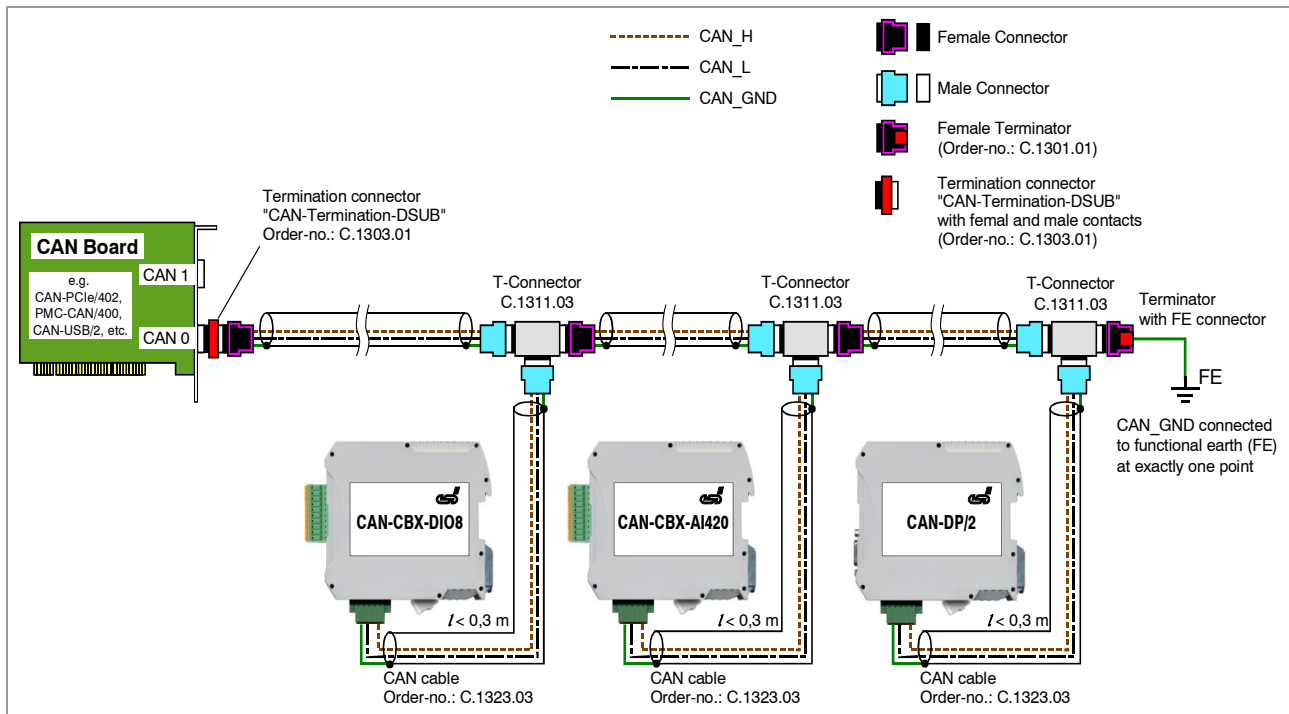 CAN_H
CAN_L
CAN_GND
Female Connector
Male Connector
Female Terminator
(Order-no.: C.1301.01)
Termination connector
"CAN-Termination-DSUB"
with femal and male contacts
(Order-no.: C.1303.01)
Termination connector
"CAN-Termination-DSUB"
Order-no.: C.1303.01
CAN Board
e.g.
CAN-PCIe/402,
PMC-CAN/400,
CAN-USB/2, etc.
CAN 1
CAN 0
T-Connector
C.1311.03
T-Connector
C.1311.03
T-Connector
C.1311.03
Terminator
with FE connector
FE
CAN_GND connected
to functional earth (FE)
at exactly one point
esd
CAN-CBX-DIO8
esd
CAN-CBX-AI420
esd
CAN-DP/2
l < 0,3 m
l < 0,3 m
l < 0,3 m
CAN cable
Order-no.: C.1323.03
CAN cable
Order-no.: C.1323.03
CAN cable
Order-no.: C.1323.03